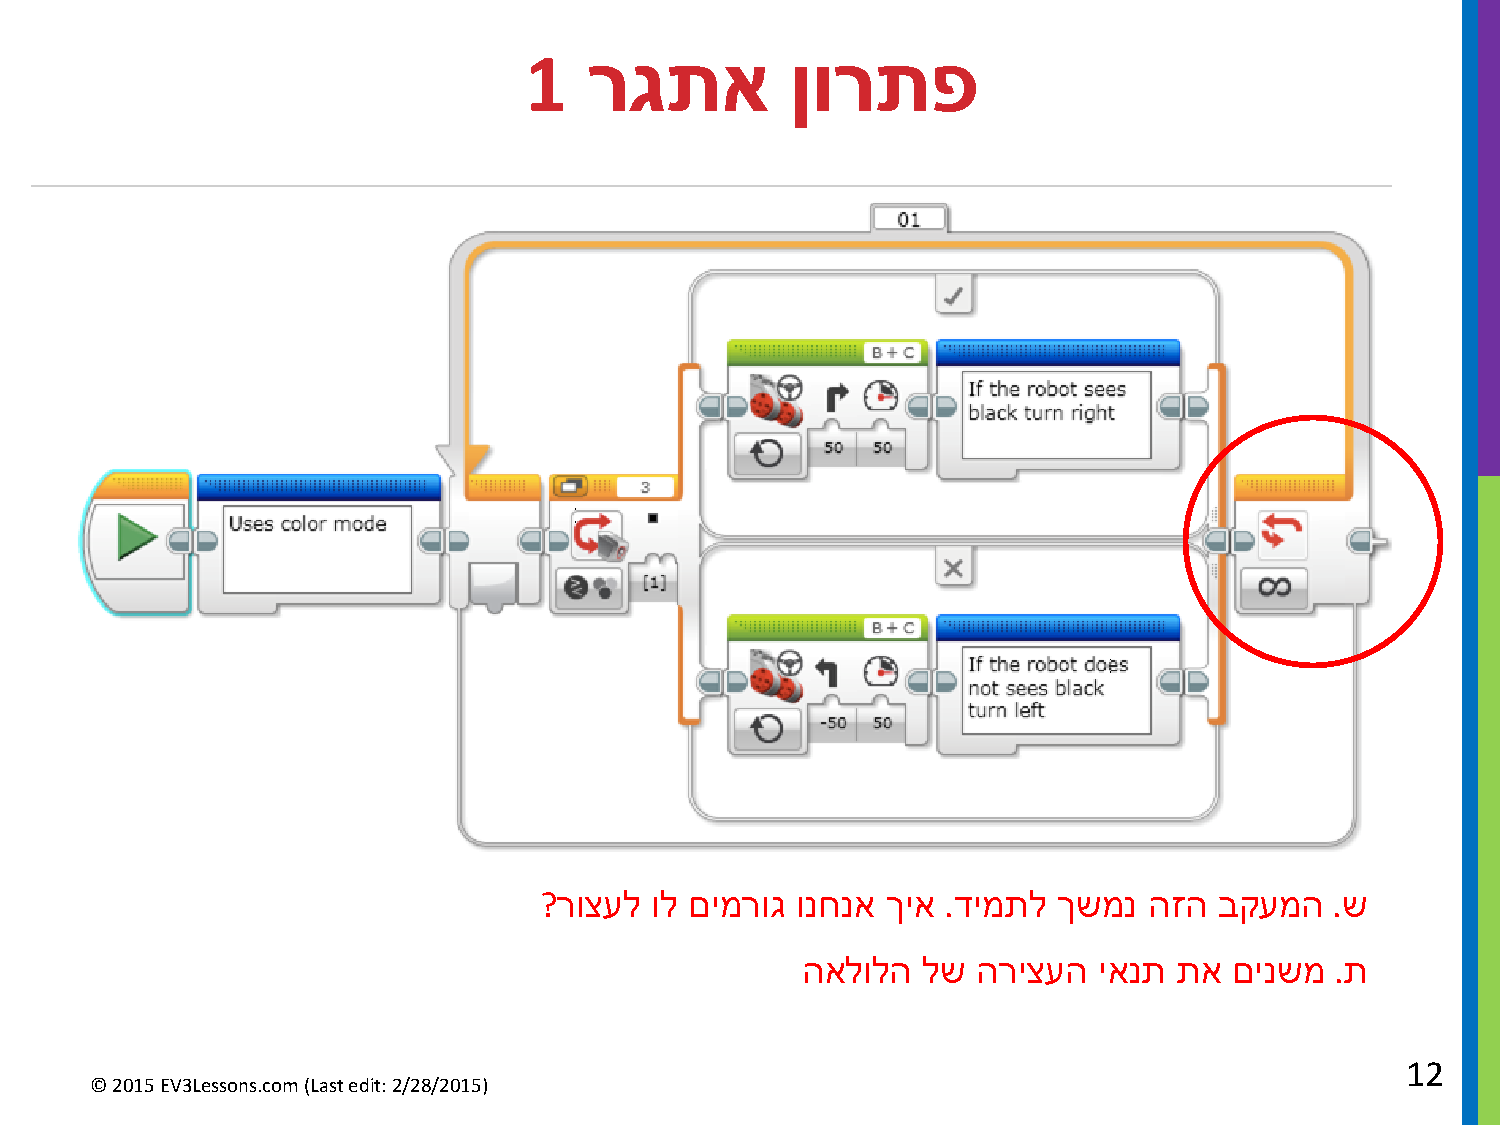 פתרון אתגר 1
01
B + C
If the robot sees
black turn right
50 50
3
Uses color mode
[1]
B + C
If the robot does
not sees black
turn left
-50 50
ש. המעקב הזה נמשך לתמיד. איך אנחנו גורמים לו לעצור?
ת. משנים את תנאי העצירה של הלולאה
12
© 2015 EV3Lessons.com (Last edit: 2/28/2015)